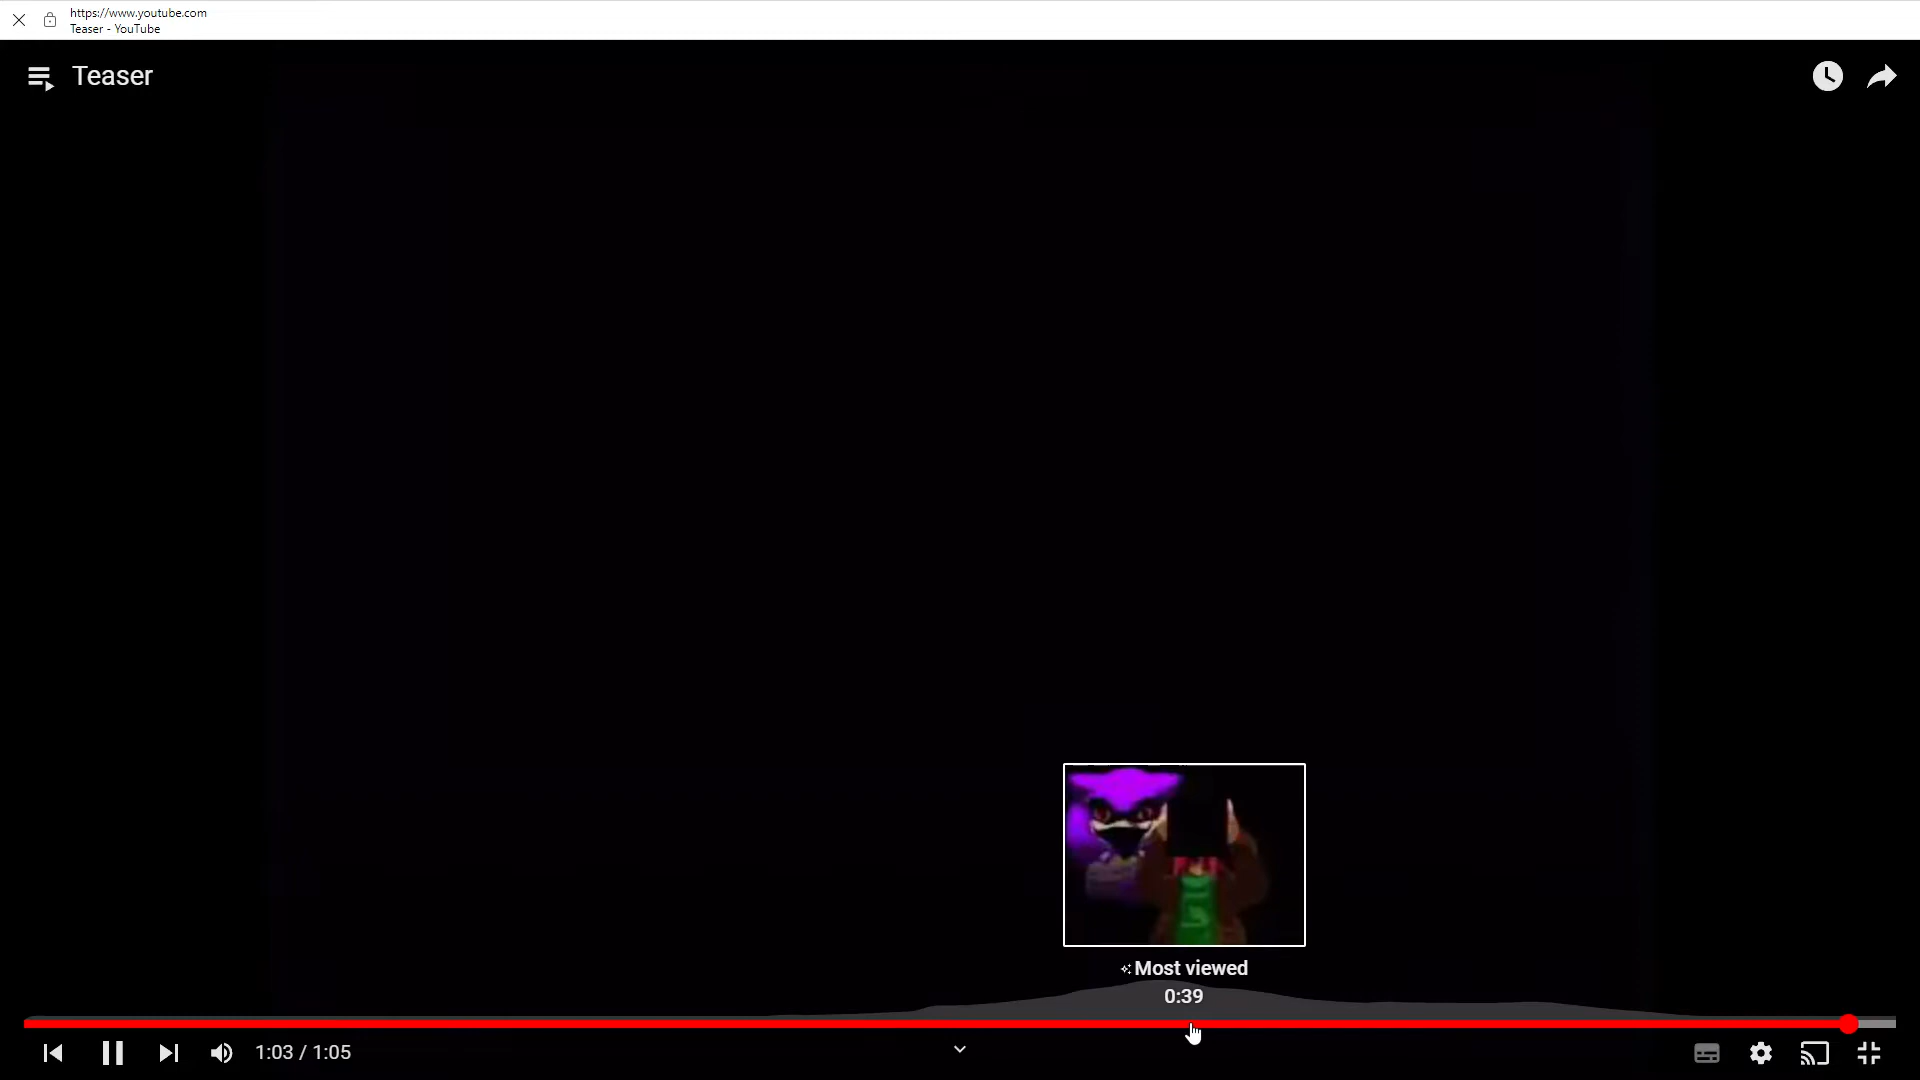 https://www.youtube.com
Teaser - YouTube
Teaser
Most viewed
0:39
1:03 / 1:05